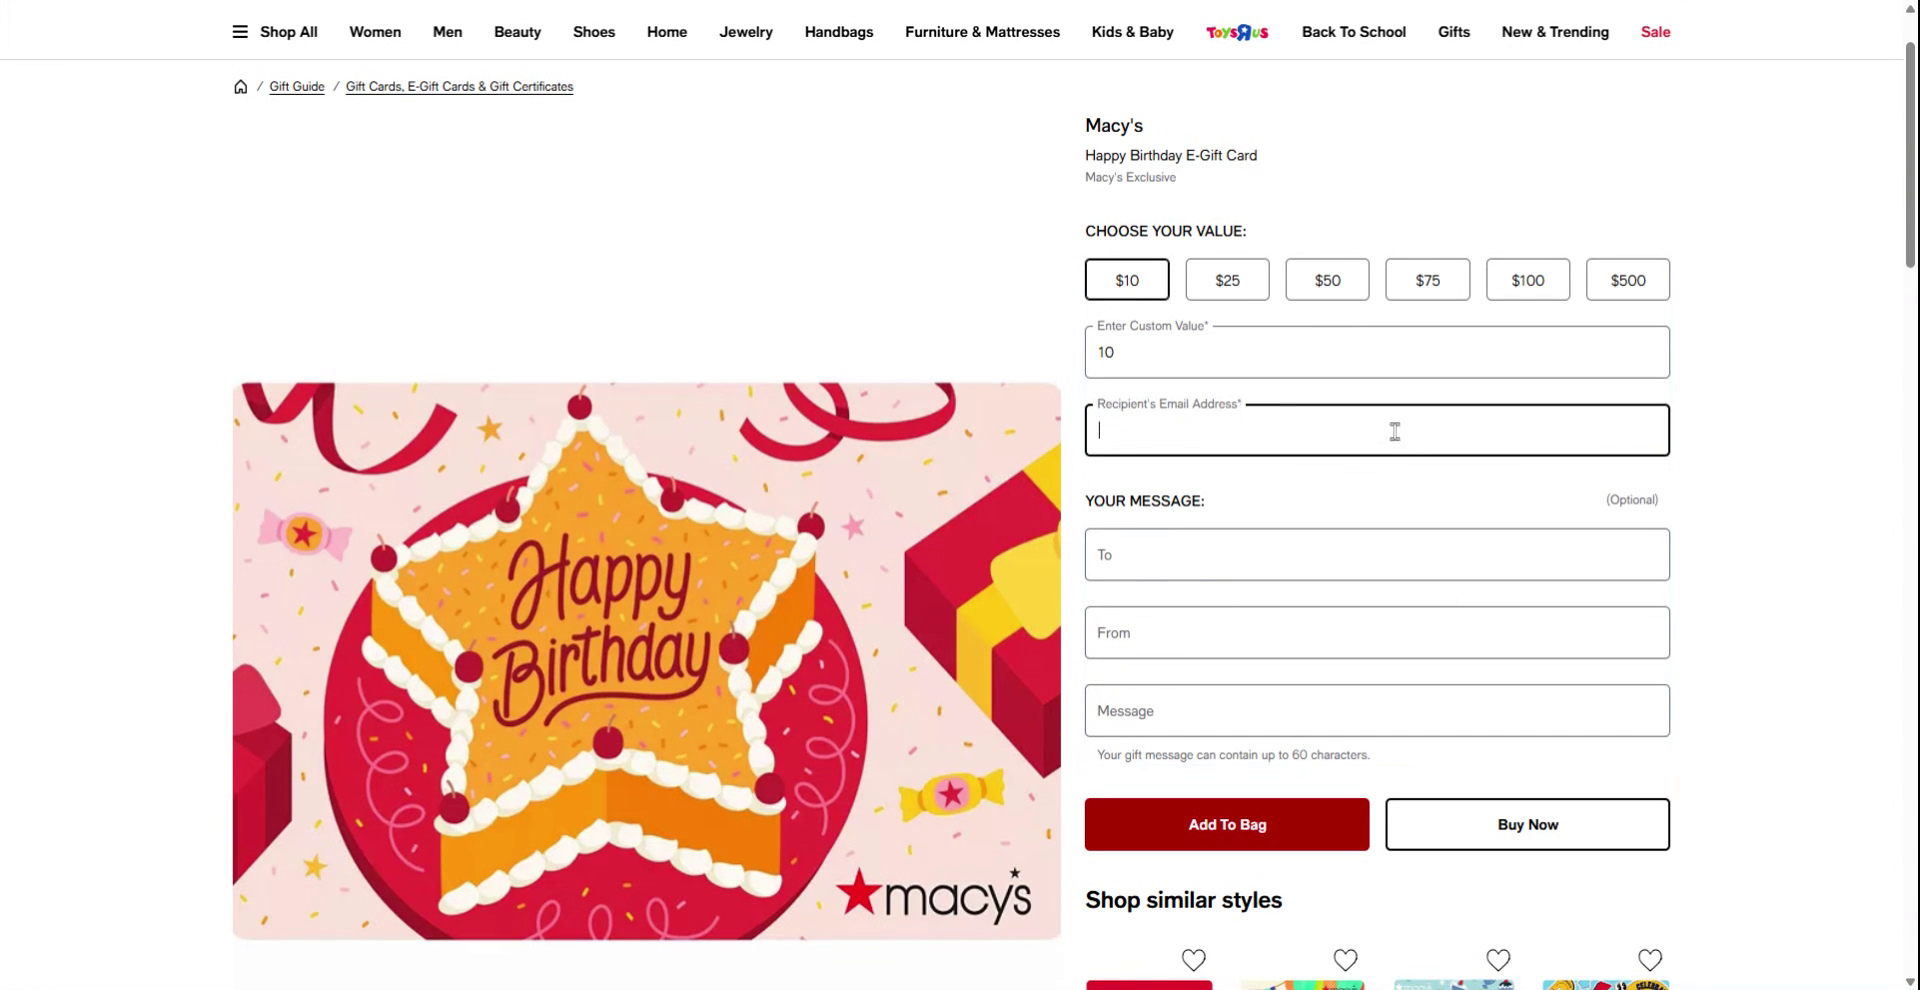 Shop All Women Men Beauty Shoes Home Jewelry Handbags Furniture & Mattresses Kids & Baby ToysRUs Back To School Gifts New & Trending Sale
/ Gift Guide / Gift Cards, E-Gift Cards & Gift Certificates
Macy's
Happy Birthday E-Gift Card
Macy's Exclusive
CHOOSE YOUR VALUE:
$10 $25 $50 $75 $100 $500
Enter Custom Value*
10
Recipient's Email Address*
YOUR MESSAGE: (Optional)
To
From
Message
Your gift message can contain up to 60 characters.
Add To Bag Buy Now
Shop similar styles
Happy
Birthday
macy's